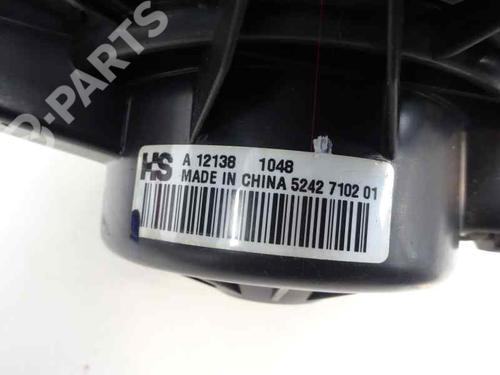 B-PARTS
HS A 12138 1048
MADE IN CHINA 5242 7102 01